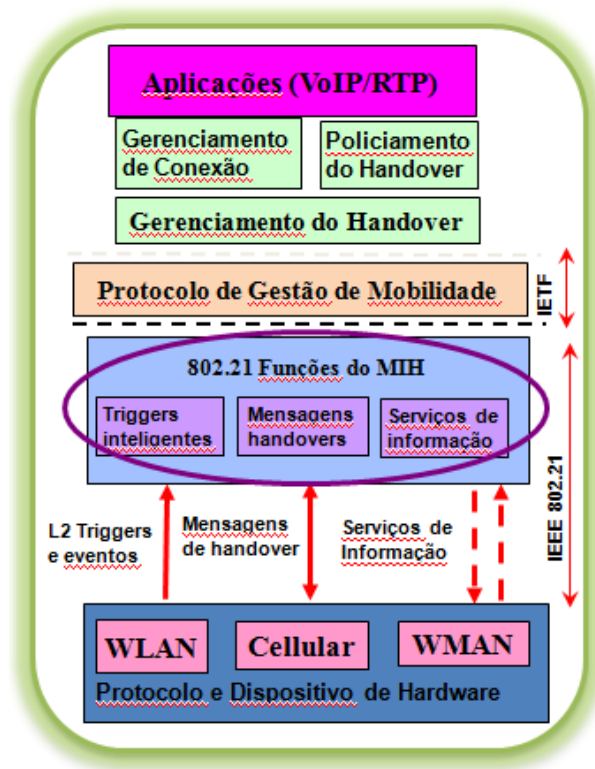 Aplicações (VoIP/RTP)
Gerenciamento
de Conexão
Policiamento
do Handover
Gerenciamento do Handover
Protocolo de Gestão de Mobilidade
IETF
802.21 Funções do MIH
Triggers
inteligentes
Mensagens
handovers
Serviços de
informação
L2 Triggers
e eventos
Mensagens
de handover
Serviços de
Informação
IEEE 802.21
WLAN
Cellular
WMAN
Protocolo e Dispositivo de Hardware